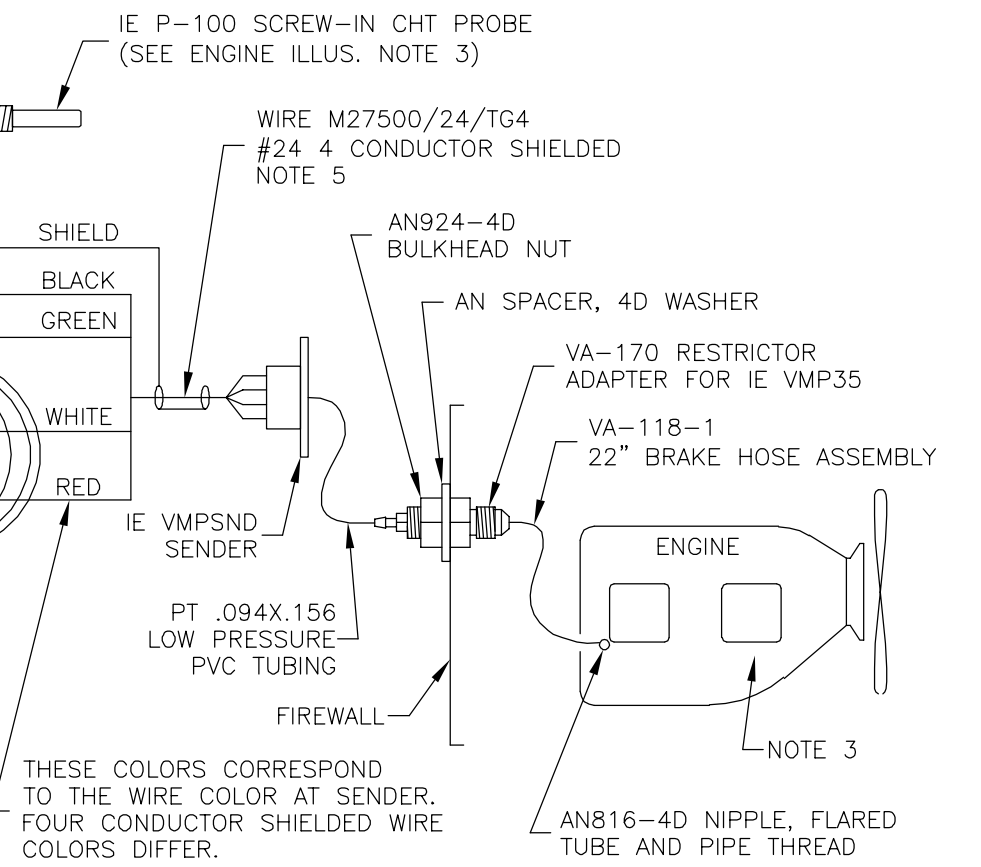 IE P-100 SCREW-IN CHT PROBE
(SEE ENGINE ILLUS. NOTE 3)
WIRE M27500/24/TG4
#24 4 CONDUCTOR SHIELDED
NOTE 5
AN924-4D
BULKHEAD NUT
SHIELD
BLACK
GREEN
AN SPACER, 4D WASHER
VA-170 RESTRICTOR
ADAPTER FOR IE VMP35
WHITE
VA-118-1
22" BRAKE HOSE ASSEMBLY
RED
IE VMPSND
SENDER
ENGINE
PT .094X.156
LOW PRESSURE
PVC TUBING
FIREWALL
NOTE 3
THESE COLORS CORRESPOND
TO THE WIRE COLOR AT SENDER.
FOUR CONDUCTOR SHIELDED WIRE
COLORS DIFFER.
AN816-4D NIPPLE, FLARED
TUBE AND PIPE THREAD